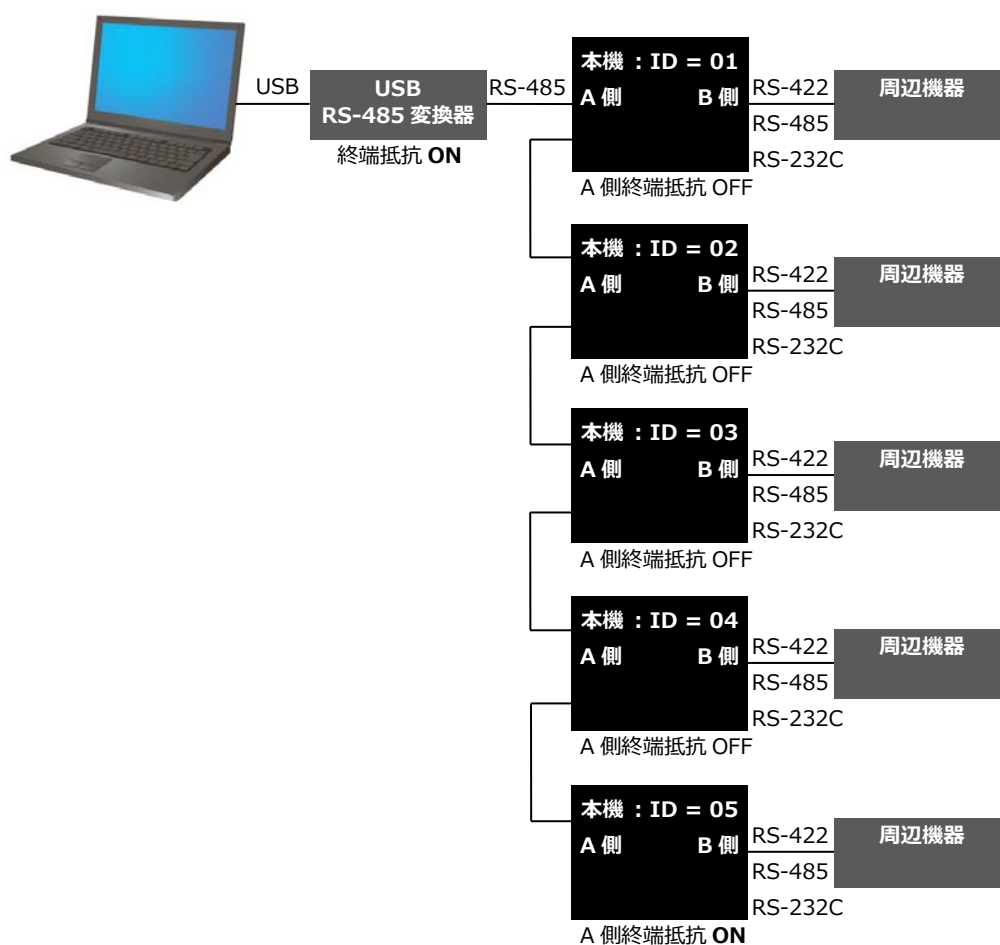 USB
USB
RS-485 変換器
終端抵抗 ON
RS-485
本機 : ID = 01
A 側 B 側
A 側終端抵抗 OFF
RS-422
RS-485
RS-232C
周辺機器
本機 : ID = 02
A 側 B 側
A 側終端抵抗 OFF
RS-422
RS-485
RS-232C
周辺機器
本機 : ID = 03
A 側 B 側
A 側終端抵抗 OFF
RS-422
RS-485
RS-232C
周辺機器
本機 : ID = 04
A 側 B 側
A 側終端抵抗 OFF
RS-422
RS-485
RS-232C
周辺機器
本機 : ID = 05
A 側 B 側
A 側終端抵抗 ON
RS-422
RS-485
RS-232C
周辺機器